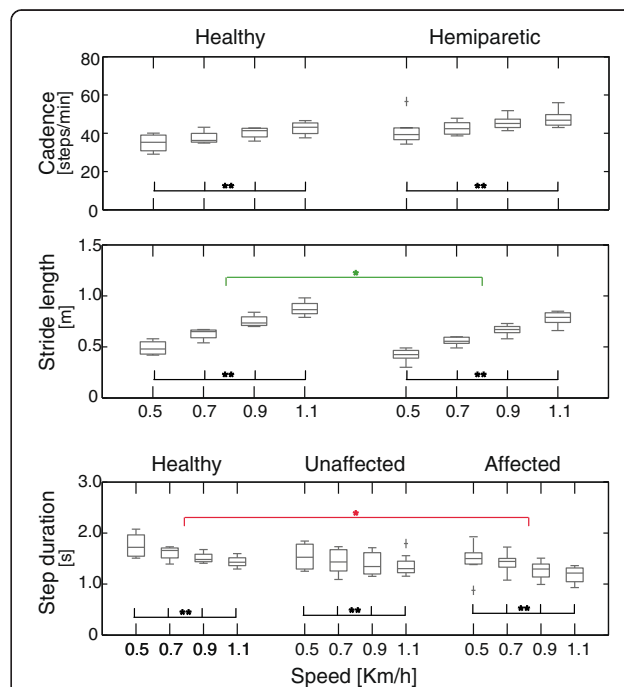 Healthy Hemiparetic
Cadence
[steps/min]
80
60
40
20
0
** **
Stride length
[m]
1.5
1.0
0.5
0
*
** **
0.5 0.7 0.9 1.1 0.5 0.7 0.9 1.1
Healthy Unaffected Affected
Step duration
[s]
3.0
2.0
1.0
0
*
** ** **
0.5 0.7 0.9 1.1 0.5 0.7 0.9 1.1 0.5 0.7 0.9 1.1
Speed [Km/h]